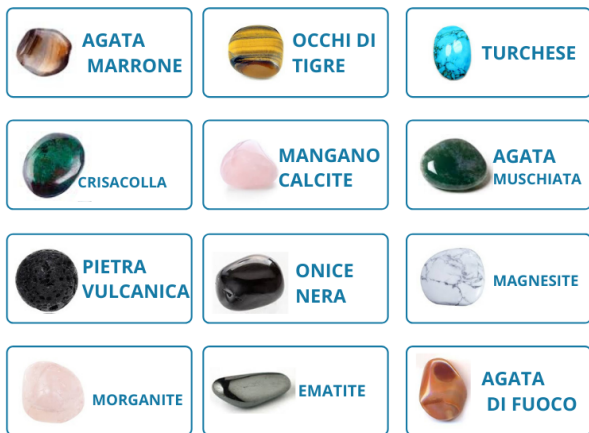 AGATA
MARRONE
OCCHI DI
TIGRE
TURCHESE
CRISACOLLA
MANGANO
CALCITE
AGATA
MUSCHIATA
PIETRA
VULCANICA
ONICE
NERA
MAGNESITE
MORGANITE
EMATITE
AGATA
DI FUOCO